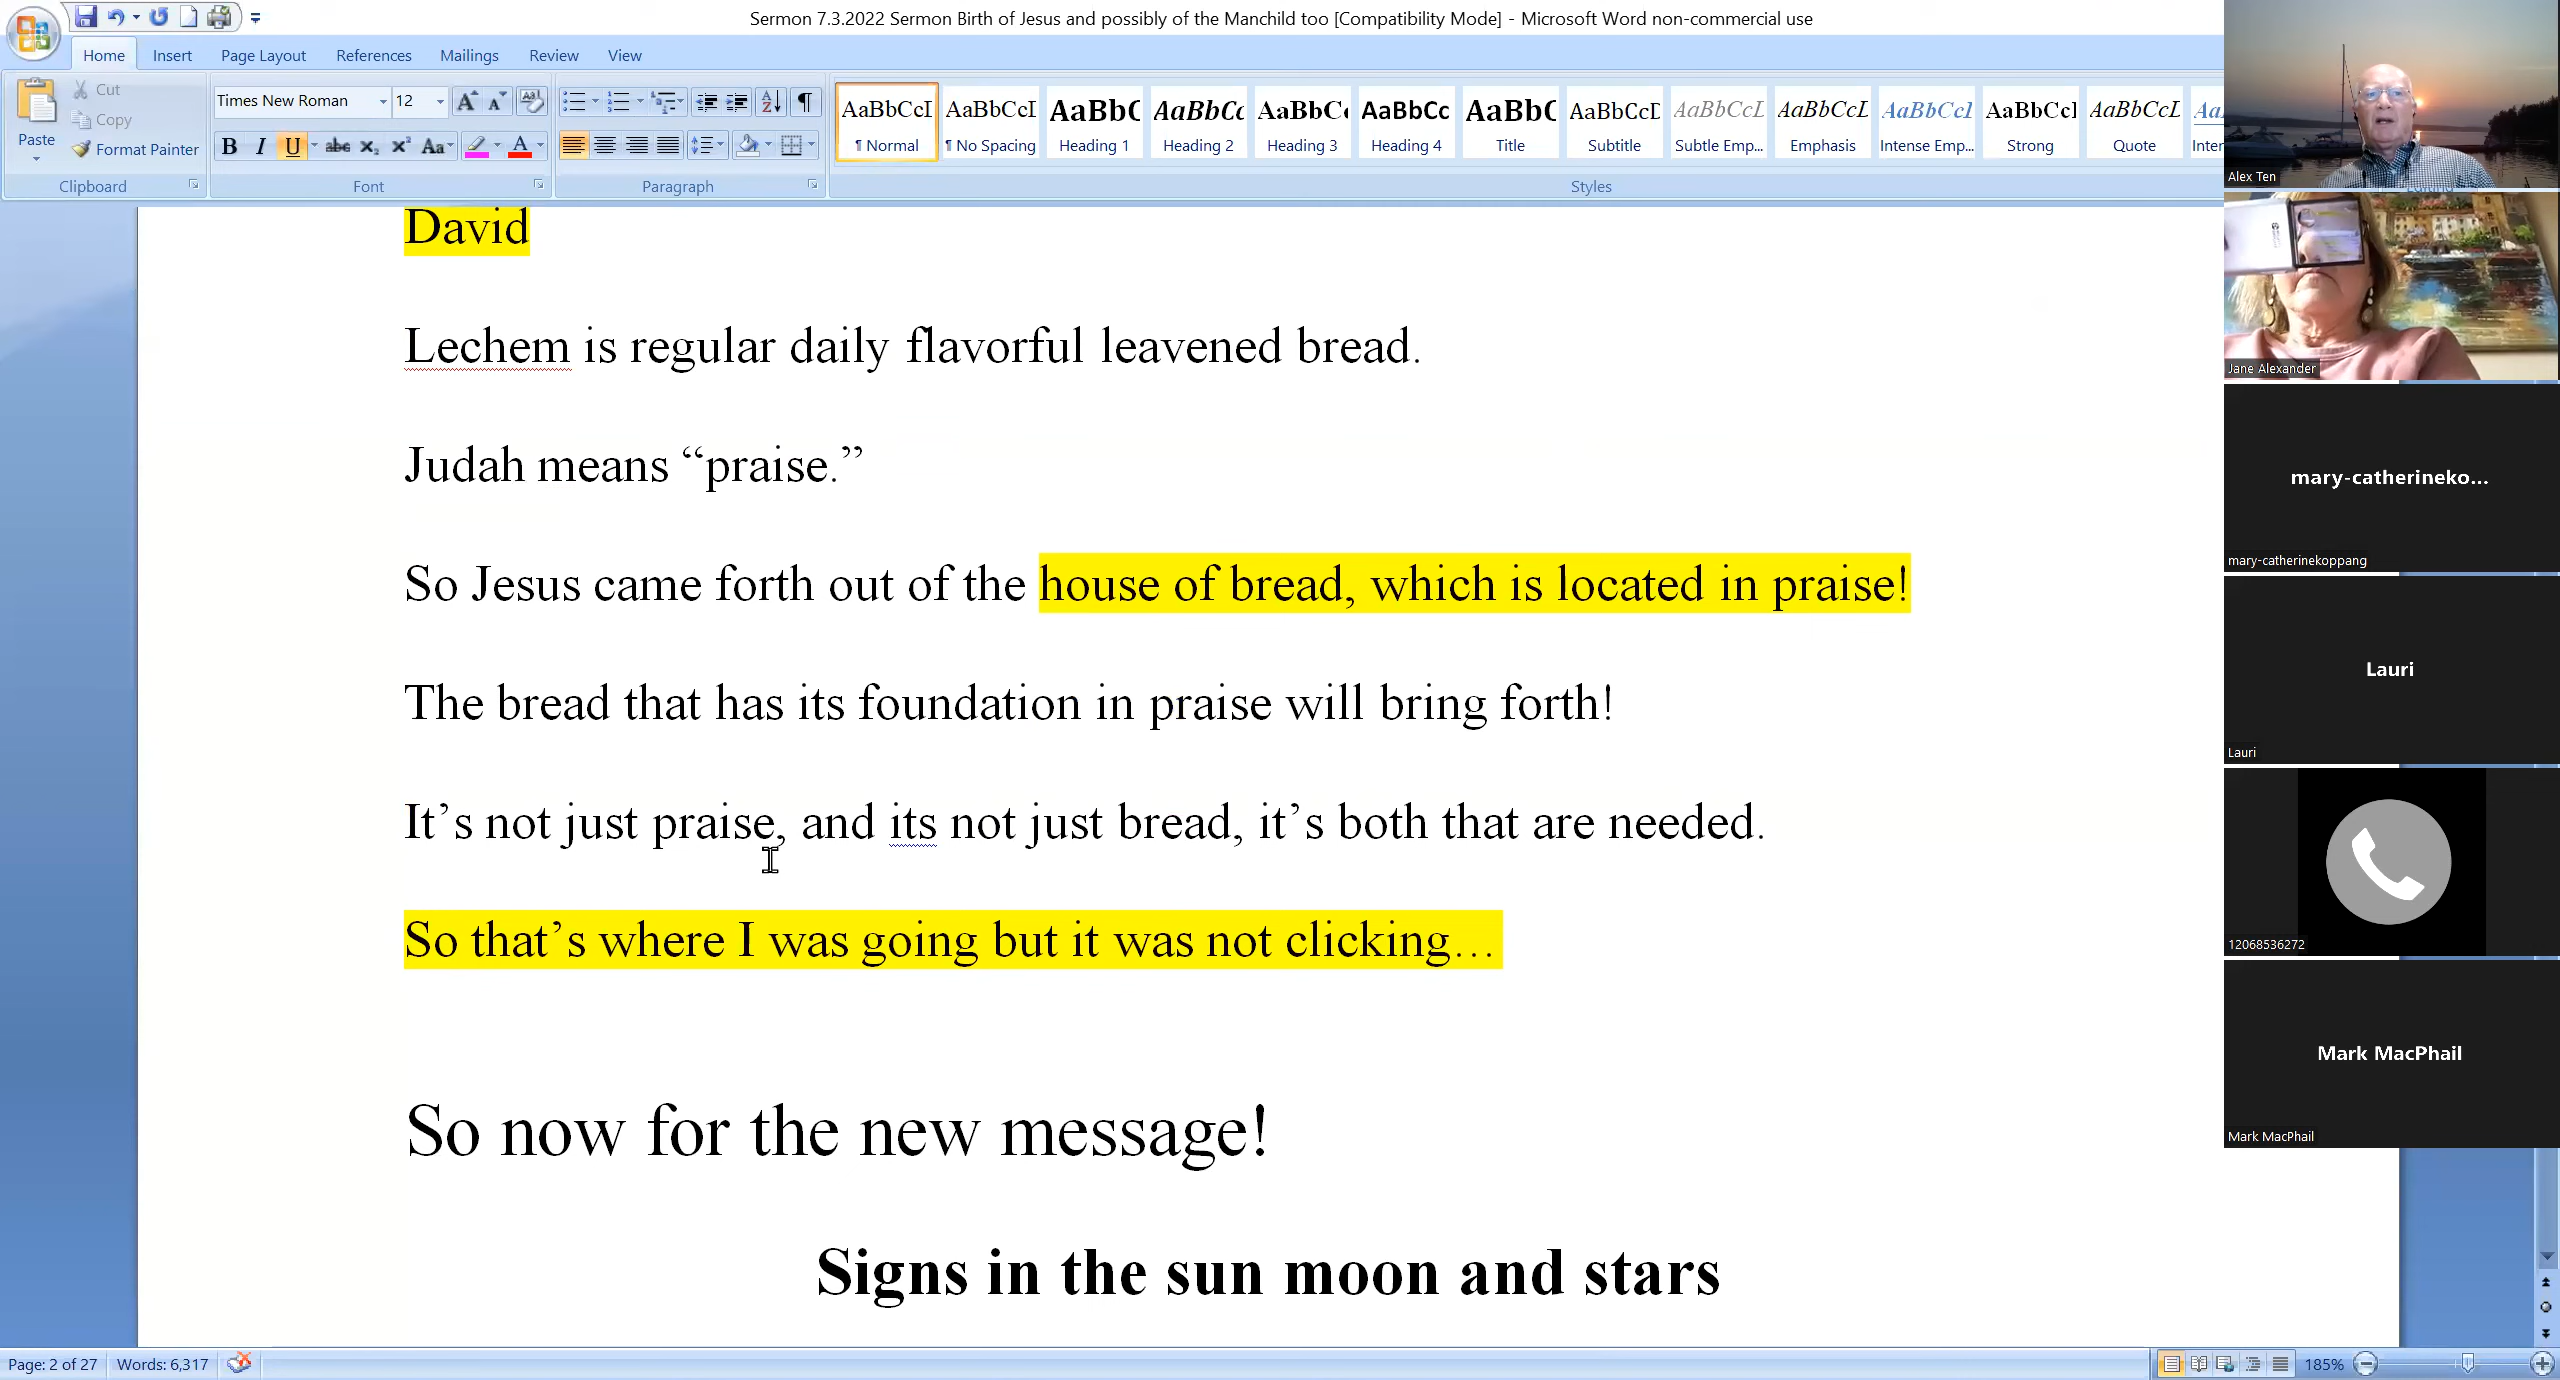 Sermon 7.3.2022 Sermon Birth of Jesus and possibly of the Manchild too [Compatibility Mode] - Microsoft Word non-commercial use
Home Insert Page Layout References Mailings Review View
Paste
Cut
Copy
Format Painter
Clipboard
Times New Roman 12
Font
Paragraph
AaBbCcI AaBbCcI AaBbC AaBbCc AaBbCc AaBbCc AaBbC AaBbCcD AaBbCcL AaBbCcL AaBbCcI AaBbCcI AaBbCcL Aa
¶ Normal ¶ No Spacing Heading 1 Heading 2 Heading 3 Heading 4 Title Subtitle Subtle Emp... Emphasis Intense Emp... Strong Quote Inter
Styles
David
Lechem is regular daily flavorful leavened bread.
Judah means “praise.”
So Jesus came forth out of the house of bread, which is located in praise!
The bread that has its foundation in praise will bring forth!
It’s not just praise, and its not just bread, it’s both that are needed.
So that’s where I was going but it was not clicking…
So now for the new message!
Signs in the sun moon and stars
Alex Ten
Jane Alexander
mary-catherineko...
mary-catherinekoppang
Lauri
Lauri
12068536272
Mark MacPhail
Mark MacPhail
Page: 2 of 27 Words: 6,317
185%